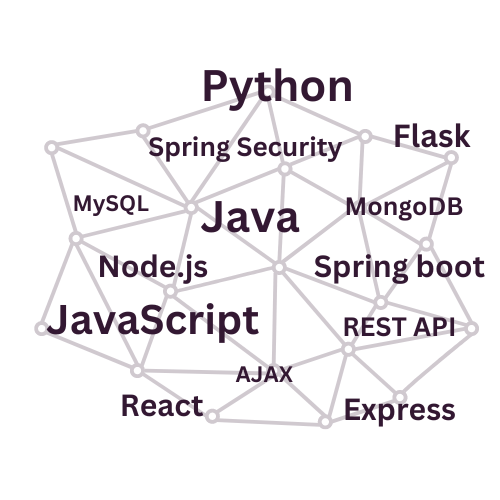 Python
Flask
Spring Security
MySQL
Java
MongoDB
Node.js
Spring boot
JavaScript
REST API
AJAX
React
Express